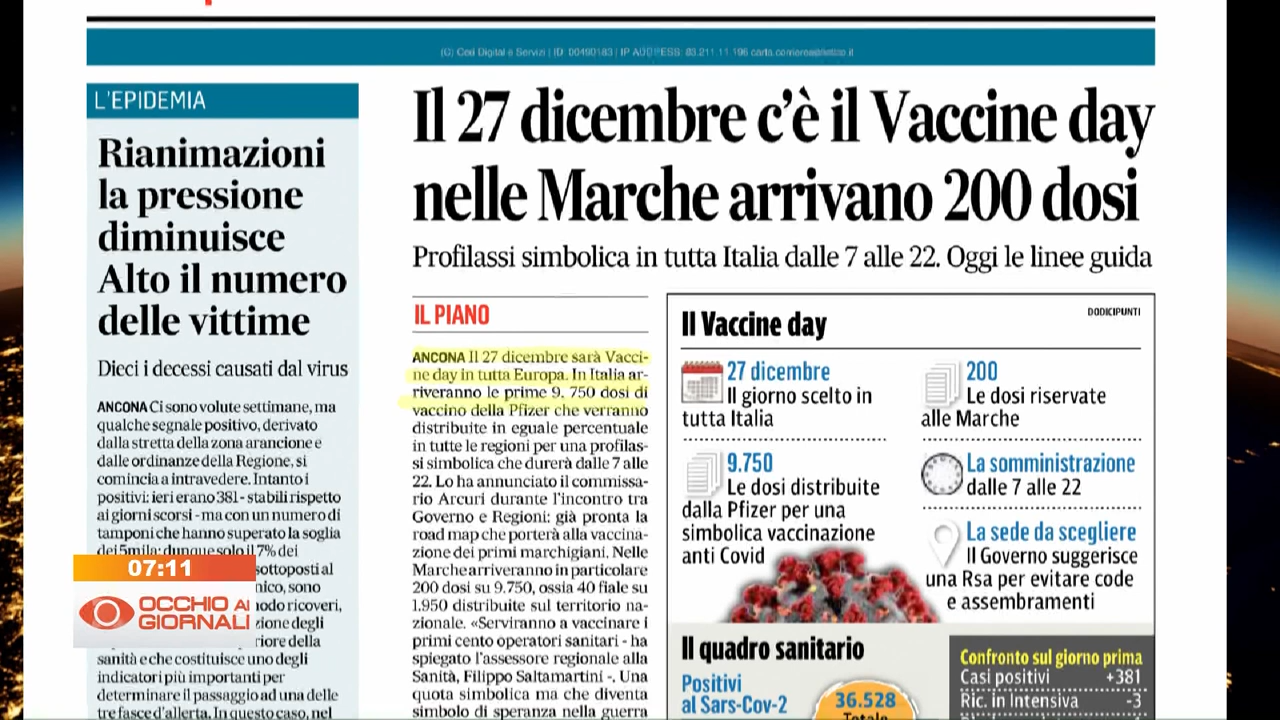 (C) Ced Digital e Servizi | ID: 00490183 | IP ADDRESS: 83.211.11.196 carta.corriereadriatico.it
L'EPIDEMIA
Rianimazioni
la pressione
diminuisce
Alto il numero
delle vittime
Dieci i decessi causati dal virus
ANCONA Ci sono volute settimane, ma
qualche segnale positivo, derivato
dalla stretta della zona arancione e
dalle ordinanze della Regione, si
comincia a intravedere. Intanto i
positivi: ieri erano 381 - stabili rispetto
ai giorni scorsi - ma con un numero di
tamponi che hanno superato la soglia
dei 5mila: dunque solo il 7% dei
sottoposti al
nico, sono
modo ricoveri,
zione degli
riore della
sanità e che costituisce uno degli
indicatori più importanti per
determinare il passaggio ad una delle
tre fasce d'allerta. In questo caso, nel
07:11
OCCHIO AI
GIORNALI
Il 27 dicembre c'è il Vaccine day
nelle Marche arrivano 200 dosi
Profilassi simbolica in tutta Italia dalle 7 alle 22. Oggi le linee guida
IL PIANO
ANCONA Il 27 dicembre sarà Vacci-
ne day in tutta Europa. In Italia ar-
riveranno le prime 9. 750 dosi di
vaccino della Pfizer che verranno
distribuite in eguale percentuale
in tutte le regioni per una profilas-
si simbolica che durerà dalle 7 alle
22. Lo ha annunciato il commissa-
rio Arcuri durante l'incontro tra
Governo e Regioni: già pronta la
road map che porterà alla vaccina-
zione dei primi marchigiani. Nelle
Marche arriveranno in particolare
200 dosi su 9.750, ossia 40 fiale su
1.950 distribuite sul territorio na-
zionale. «Serviranno a vaccinare i
primi cento operatori sanitari - ha
spiegato l'assessore regionale alla
Sanità, Filippo Saltamartini -. Una
quota simbolica ma che diventa
simbolo di speranza nella guerra
Il Vaccine day
DODICIPUNTI
27 dicembre
Il giorno scelto in
tutta Italia
9.750
Le dosi distribuite
dalla Pfizer per una
simbolica vaccinazione
anti Covid
200
Le dosi riservate
alle Marche
La somministrazione
dalle 7 alle 22
La sede da scegliere
Il Governo suggerisce
una Rsa per evitare code
e assembramenti
Il quadro sanitario
Positivi
al Sars-Cov-2
36.528
Totale
Confronto sul giorno prima
Casi positivi +381
Ric. in Intensiva -3